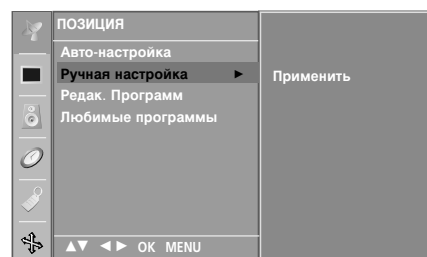 ПОЗИЦИЯ
Авто-настройка
Ручная настройка ►
Применить
Редак. Программ
Любимые программы
▲▼ ◄► OK MENU